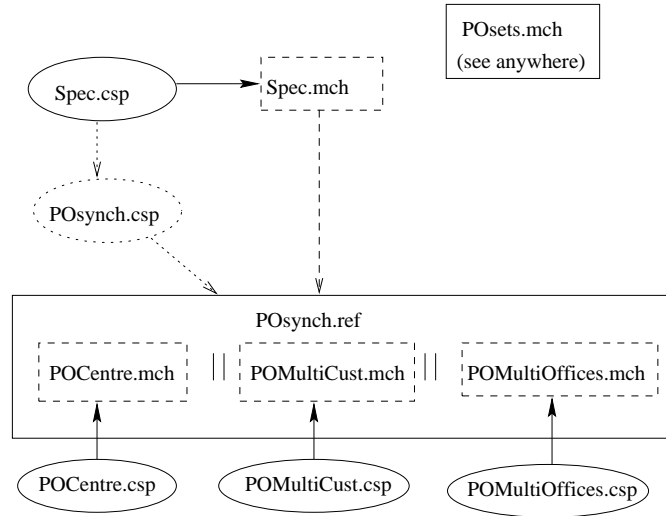 POsets.mch
(see anywhere)
Spec.csp
Spec.mch
POsynch.csp
POsynch.ref
POCentre.mch
||
POMultiCust.mch
||
POMultiOffices.mch
POCentre.csp
POMultiCust.csp
POMultiOffices.csp